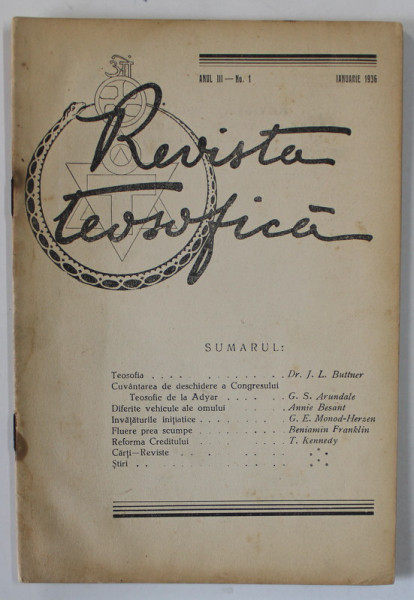 ॐ
ANUL III — No. 1 IANUARIE 1936
Revista
teosofică
SUMARUL:
Teosofia . . . . . . . . . . . . . . Dr. J. L. Buttner
Cuvântarea de deschidere a Congresului
Teosofic de la Adyar . . . . . G. S. Arundale
Diferite vehicule ale omului . . . . . Annie Besant
Invățăturile inițiatice . . . . . . . . . G. E. Monod-Herzen
Fluere prea scumpe . . . . . . . . . Beniamin Franklin
Reforma Creditului . . . . . . . . . T. Kennedy
Cărți—Reviste . . . . . . . . . . . * * *
Știri . . . . . . . . . . . . . . . . * * *